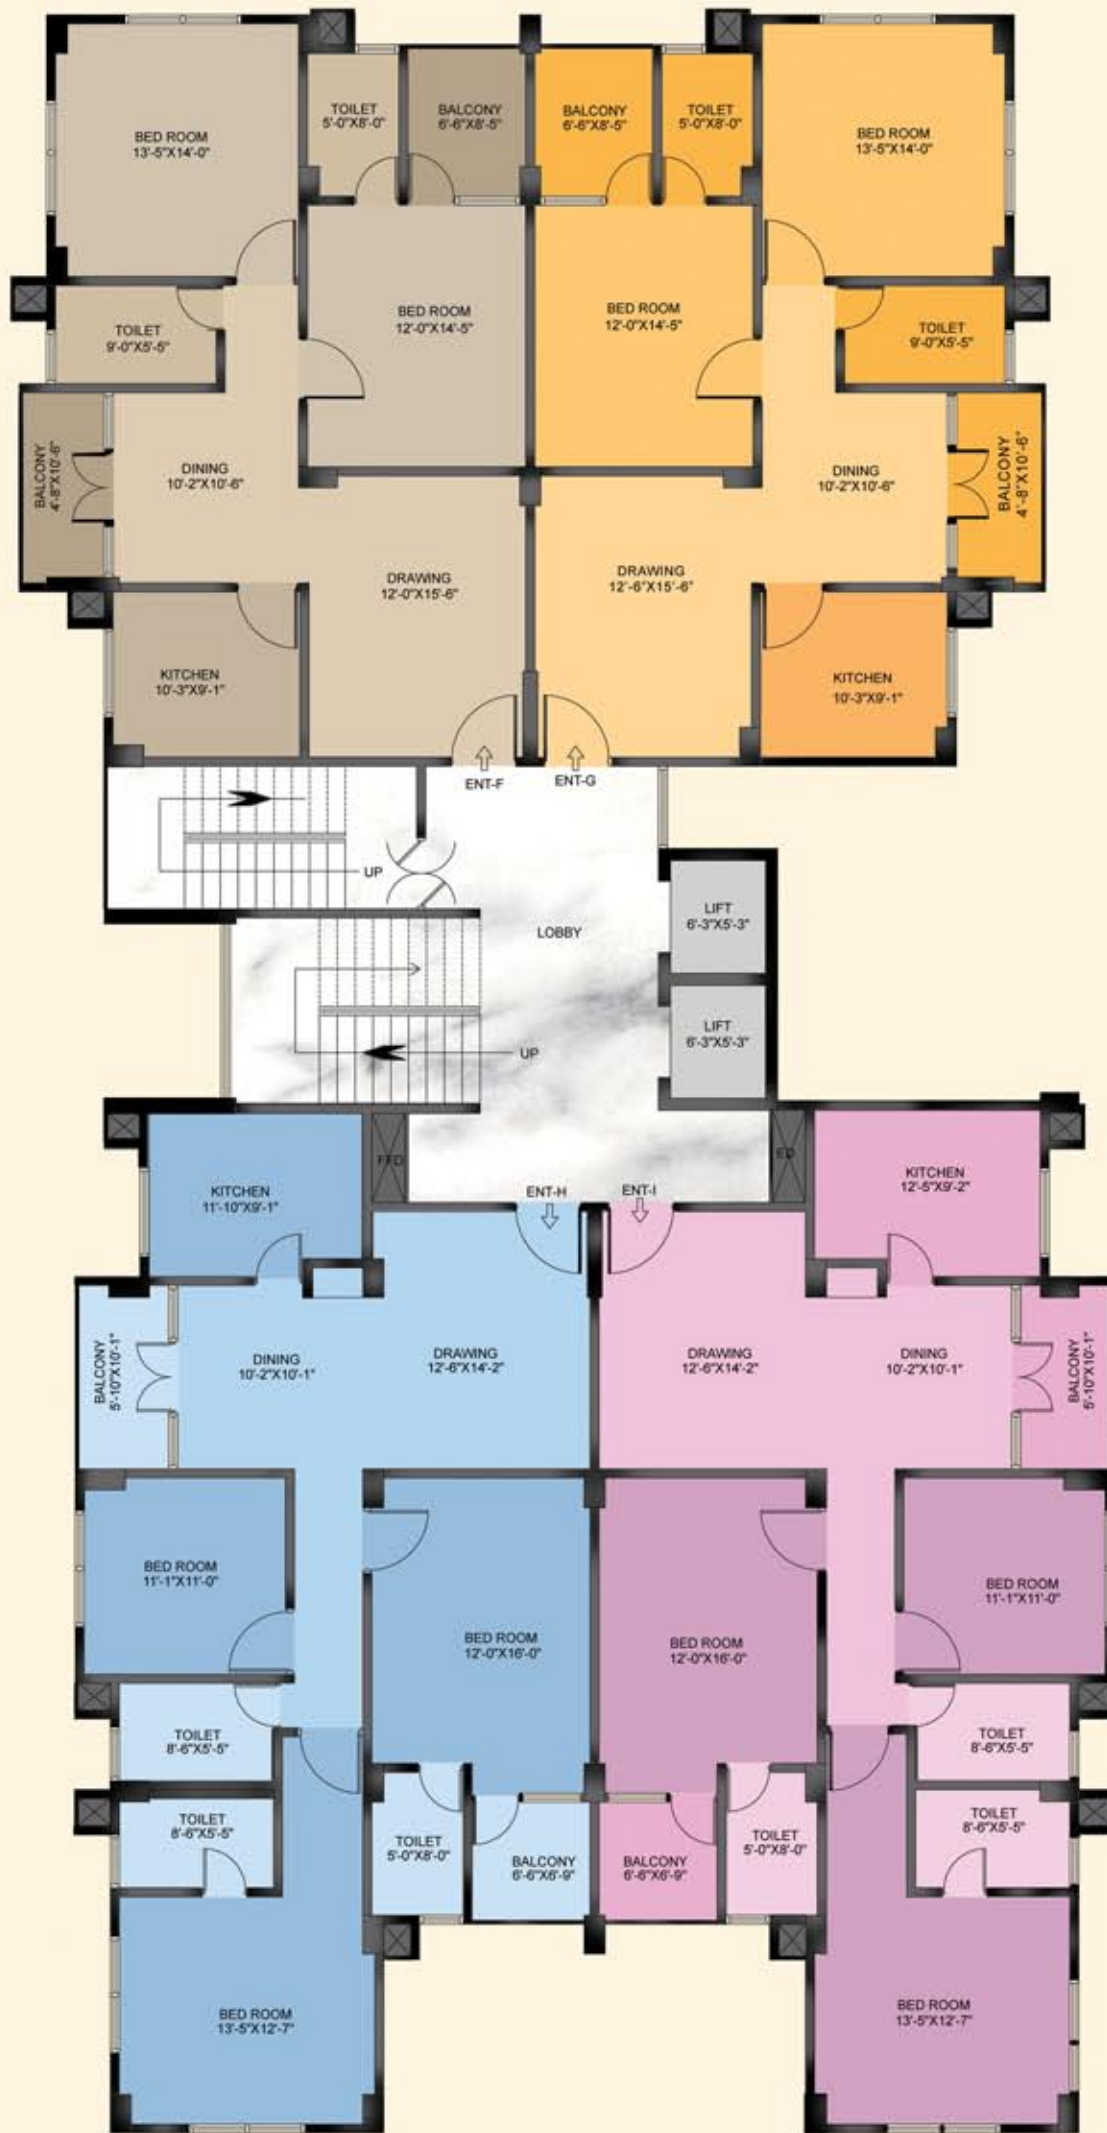 BED ROOM
13'-5"X14'-0"
TOILET
5'-0"X8'-0"
BALCONY
6'-6"X8'-5"
BALCONY
6'-6"X8'-5"
TOILET
5'-0"X8'-0"
BED ROOM
13'-5"X14'-0"
TOILET
9'-0"X5'-5"
BED ROOM
12'-0"X14'-5"
BED ROOM
12'-0"X14'-5"
TOILET
9'-0"X5'-5"
BALCONY
4'-8"X10'-6"
DINING
10'-2"X10'-6"
DINING
10'-2"X10'-6"
BALCONY
4'-8"X10'-6"
DRAWING
12'-0"X15'-6"
DRAWING
12'-6"X15'-6"
KITCHEN
10'-3"X9'-1"
KITCHEN
10'-3"X9'-1"
ENT-F
ENT-G
UP
LOBBY
LIFT
6'-3"X5'-3"
LIFT
6'-3"X5'-3"
UP
KITCHEN
11'-10"X9'-1"
FFD
ED
KITCHEN
12'-5"X9'-2"
ENT-H
ENT-I
BALCONY
5'-10"X10'-1"
DINING
10'-2"X10'-1"
DRAWING
12'-6"X14'-2"
DRAWING
12'-6"X14'-2"
DINING
10'-2"X10'-1"
BALCONY
5'-10"X10'-1"
BED ROOM
11'-1"X11'-0"
BED ROOM
12'-0"X16'-0"
BED ROOM
12'-0"X16'-0"
BED ROOM
11'-1"X11'-0"
TOILET
8'-6"X5'-5"
TOILET
8'-6"X5'-5"
TOILET
8'-6"X5'-5"
TOILET
5'-0"X8'-0"
BALCONY
6'-6"X6'-9"
BALCONY
6'-6"X6'-9"
TOILET
5'-0"X8'-0"
TOILET
8'-6"X5'-5"
BED ROOM
13'-5"X12'-7"
BED ROOM
13'-5"X12'-7"